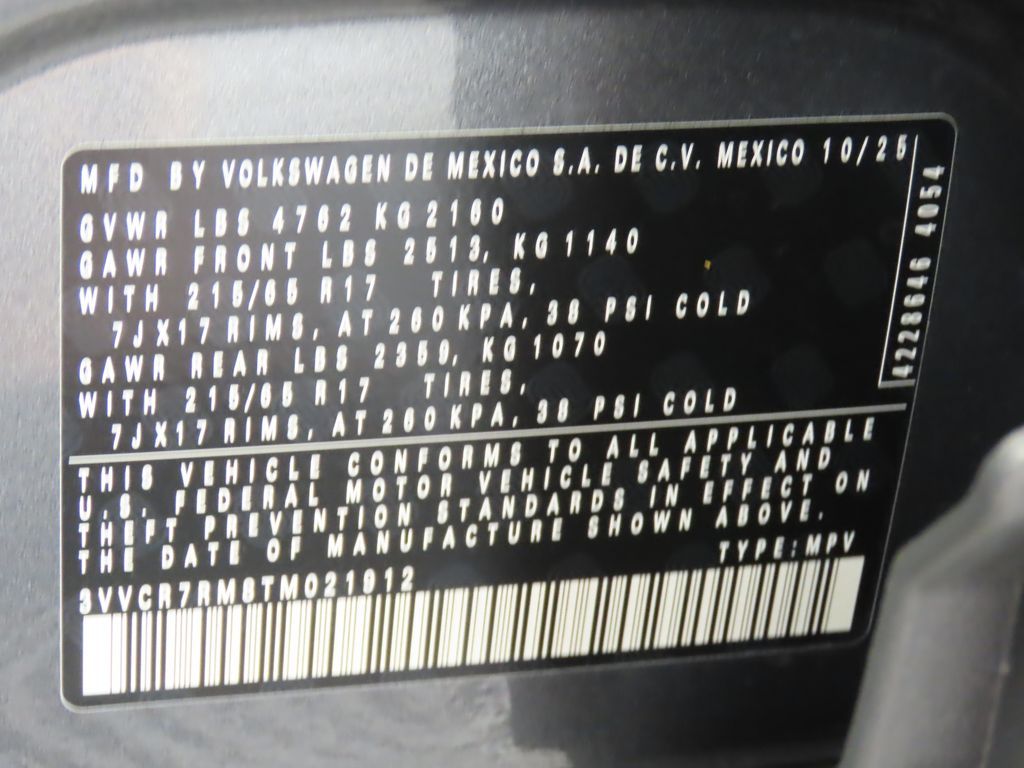 MFD BY VOLKSWAGEN DE MEXICO S.A. DE C.V. MEXICO 10/25
GVWR LBS 4762 KG 2160
GAWR FRONT LBS 2513, KG 1140
WITH 215/65 R17 TIRES,
7JX17 RIMS, AT 260 KPA, 38 PSI COLD
GAWR REAR LBS 2359, KG 1070
WITH 215/65 R17 TIRES,
7JX17 RIMS, AT 260 KPA, 38 PSI COLD
4228646 4054
THIS VEHICLE CONFORMS TO ALL APPLICABLE
U.S. FEDERAL MOTOR VEHICLE SAFETY AND
THEFT PREVENTION STANDARDS IN EFFECT ON
THE DATE OF MANUFACTURE SHOWN ABOVE.
TYPE: MPV
3VVCR7RM8TM021912